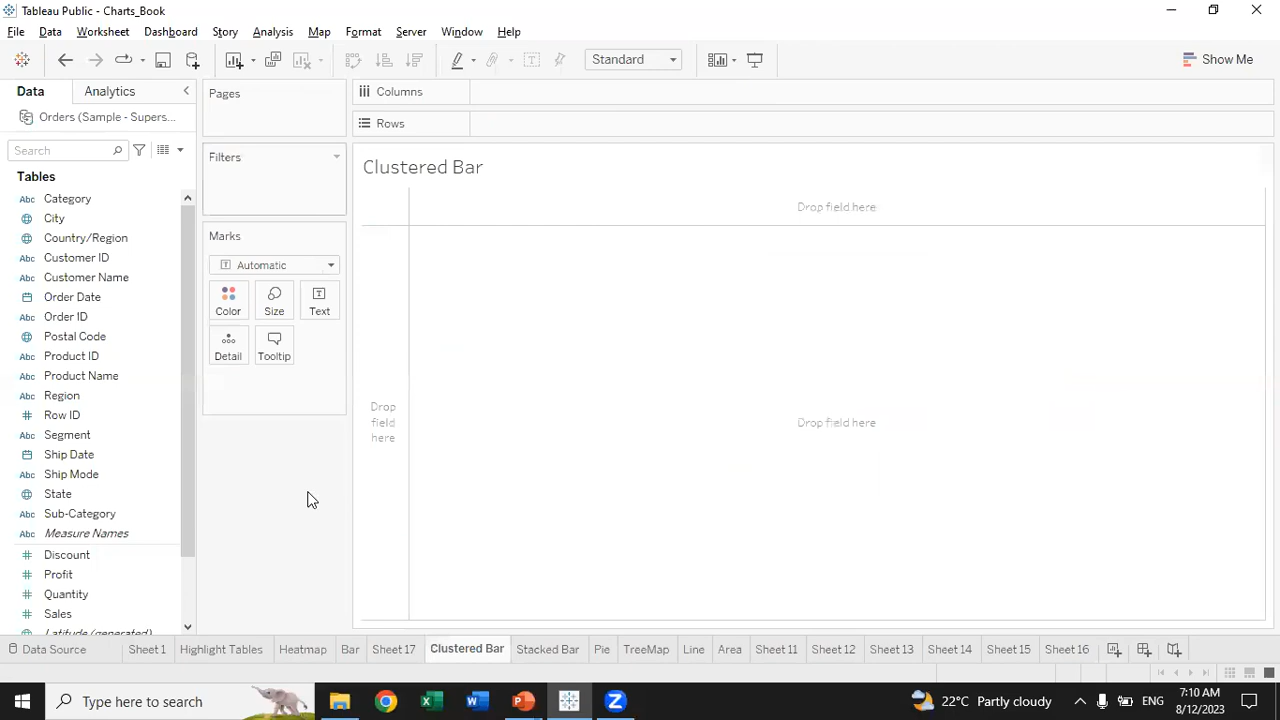 Tableau Public - Charts_Book
File Data Worksheet Dashboard Story Analysis Map Format Server Window Help
Standard
Show Me
Data Analytics
Orders (Sample - Supers...
Search
Tables
Category
City
Country/Region
Customer ID
Customer Name
Order Date
Order ID
Postal Code
Product ID
Product Name
Region
Row ID
Segment
Ship Date
Ship Mode
State
Sub-Category
Measure Names
Discount
Profit
Quantity
Sales
Latitude (generated)
Pages
Filters
Marks
Automatic
Color Size Text
Detail Tooltip
Columns
Rows
Clustered Bar
Drop field here
Drop
field
here
Drop field here
Data Source Sheet 1 Highlight Tables Heatmap Bar Sheet 17 Clustered Bar Stacked Bar Pie TreeMap Line Area Sheet 11 Sheet 12 Sheet 13 Sheet 14 Sheet 15 Sheet 16
Type here to search
22°C Partly cloudy
ENG
7:10 AM
8/12/2023